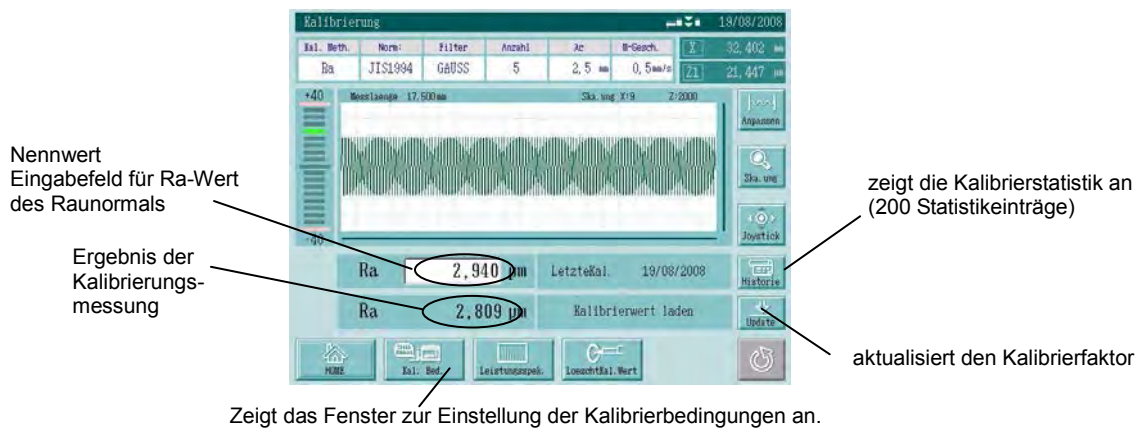 Kalibrierung 19/08/2008
Kal. Meth. Norm: Filter Anzahl λc M-Gesch. X 32,402 mm
Ra JIS1994 GAUSS 5 2,5 mm 0,5mm/s Z1 21,447 µm
+40 Messlaenge 17,500mm Ska.ung X:9 Z:2000
Anpassen
Nennwert
Eingabefeld für Ra-Wert
des Raunormals
Ska.ung
zeigt die Kalibrierstatistik an
(200 Statistikeinträge)
-40 Joystick
Ergebnis der
Kalibrierungs-
messung
Ra 2,940 µm LetzteKal. 19/08/2008 Historie
Ra 2,809 µm Kalibrierwert laden Update
HOME Kal. Bed. Leistungsspek. LoeschtKal.Wert
aktualisiert den Kalibrierfaktor
Zeigt das Fenster zur Einstellung der Kalibrierbedingungen an.